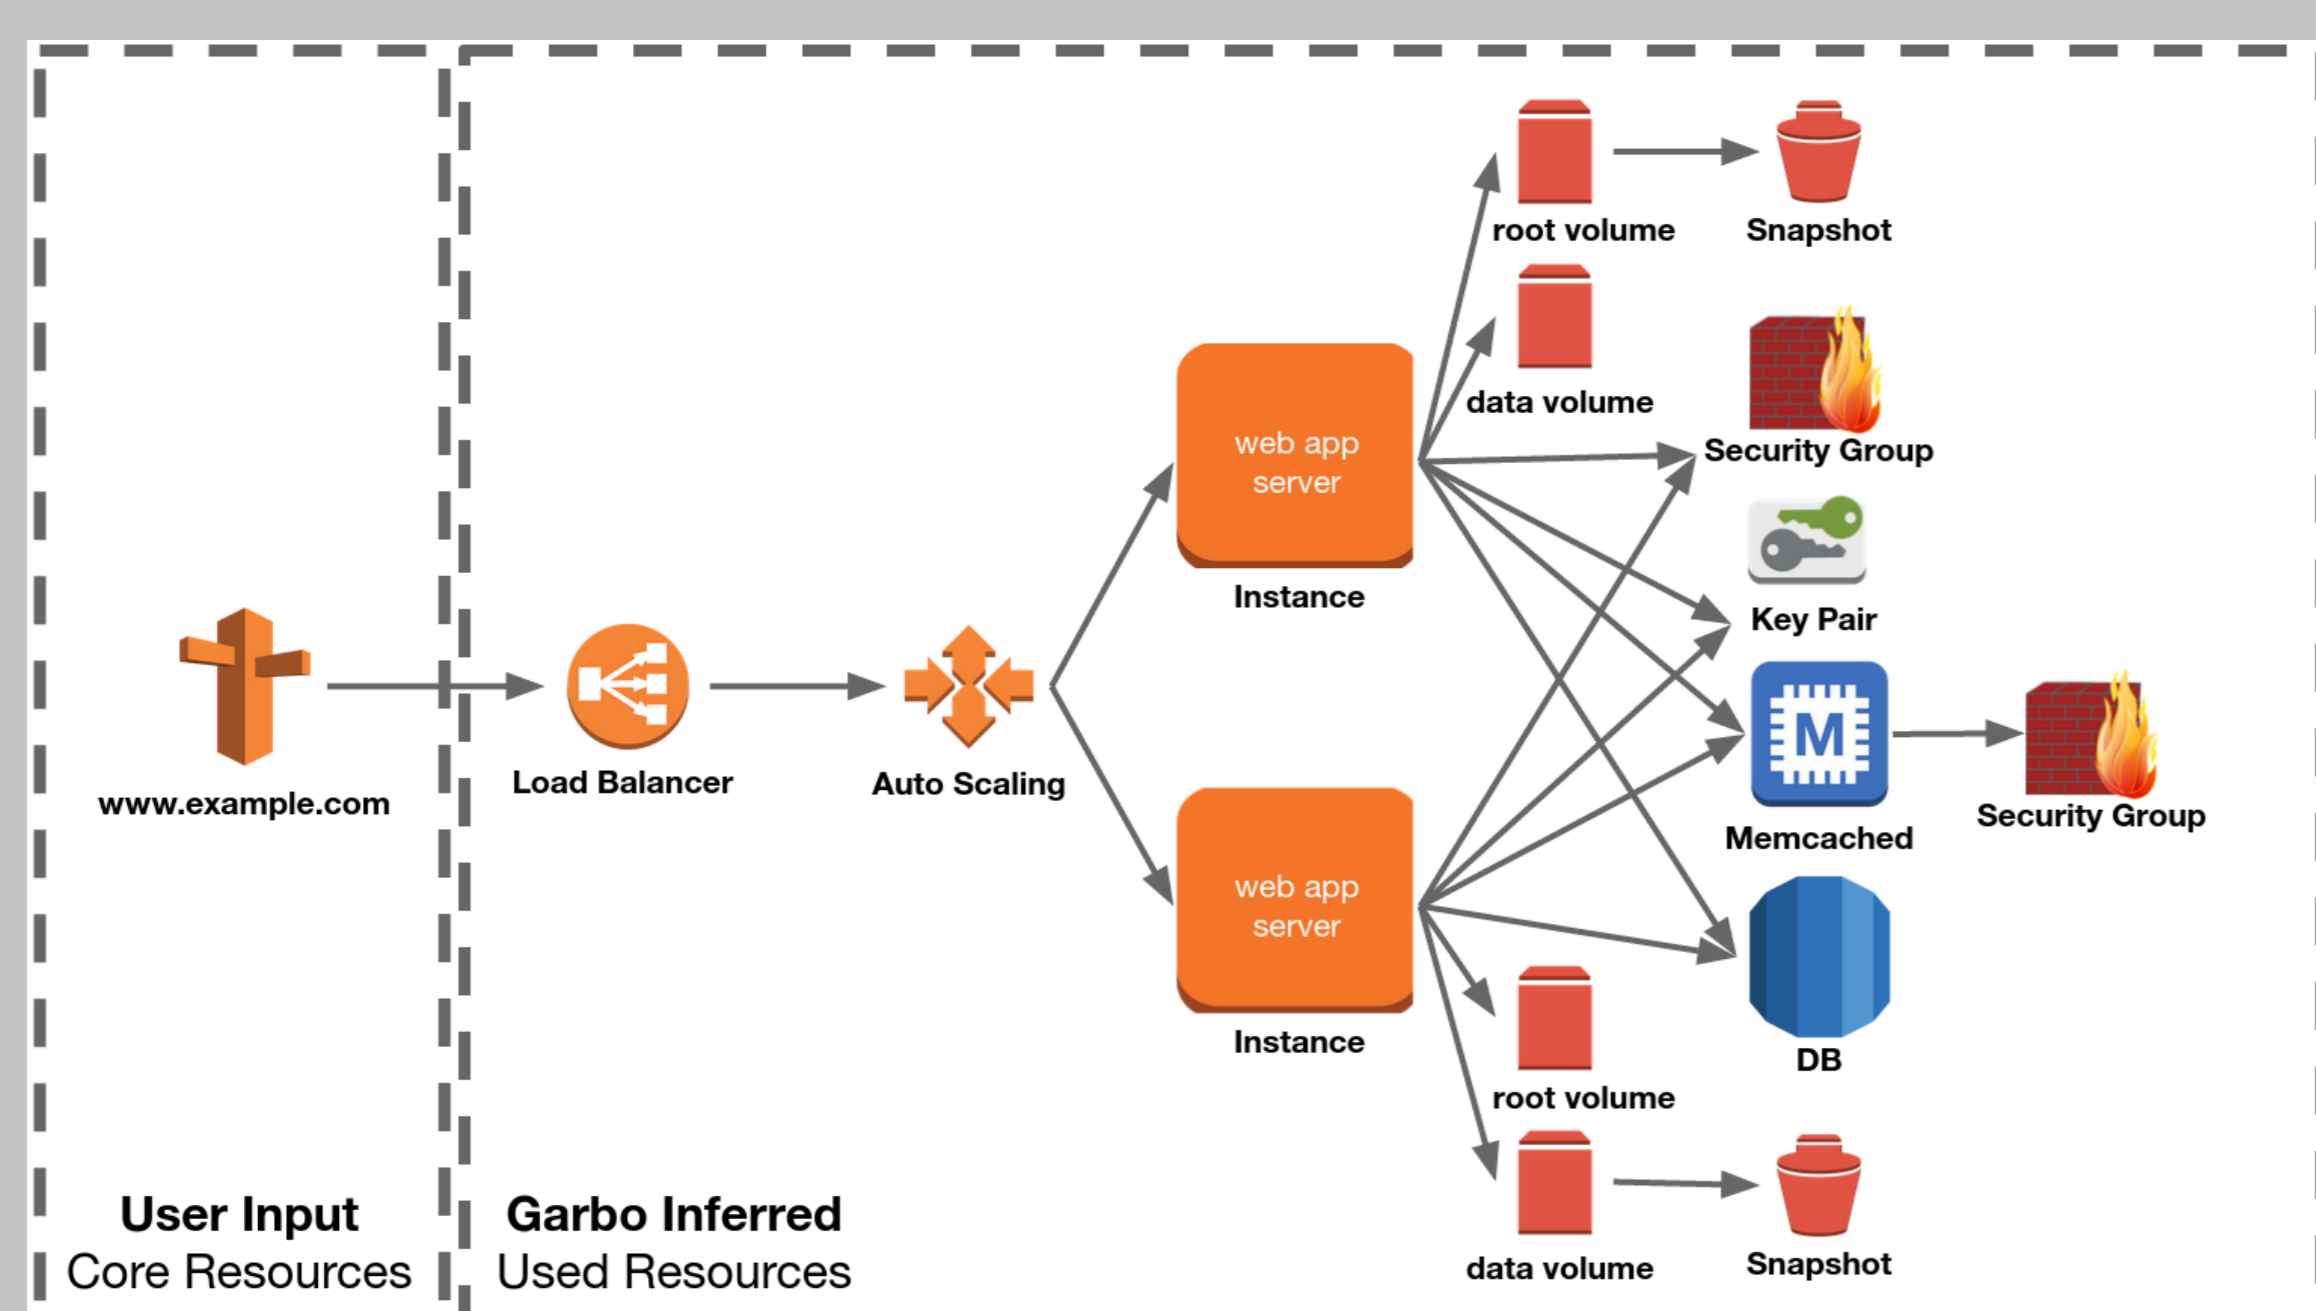 root volume
Snapshot
data volume
web app
server
Security Group
Instance
Key Pair
www.example.com
Load Balancer
Auto Scaling
M
Memcached
Security Group
web app
server
Instance
DB
root volume
User Input
Core Resources
Garbo Inferred
Used Resources
data volume
Snapshot